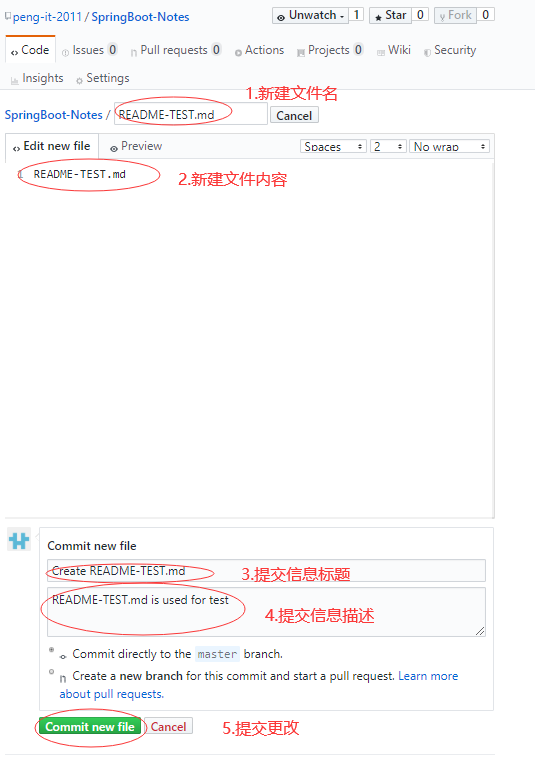 peng-it-2011 / SpringBoot-Notes
Unwatch 1 Star 0 Fork 0
Code Issues 0 Pull requests 0 Actions Projects 0 Wiki Security
Insights Settings
1.新建文件名
SpringBoot-Notes / README-TEST.md Cancel
Edit new file Preview Spaces 2 No wrap
1 README-TEST.md
2.新建文件内容
Commit new file
Create README-TEST.md
3.提交信息标题
README-TEST.md is used for test
4.提交信息描述
Commit directly to the master branch.
Create a new branch for this commit and start a pull request. Learn more
about pull requests.
Commit new file Cancel
5.提交更改